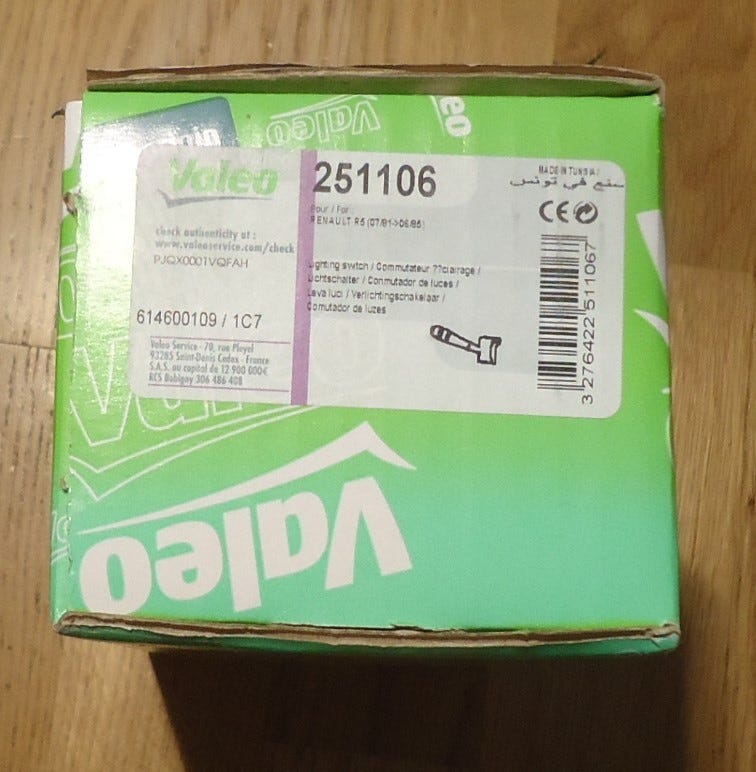 Valeo
eo
Valeo
check authenticity at :
www.valeoservice.com/check
PJQX0001VQFAH
614600109 / 1C7
Valeo Service - 70, rue Pleyel
93285 Saint-Denis Cedex - France
S.A.S. au capital de 12 900 000€
RCS Bobigny 306 486 408
251106
Pour / For
RENAULT R5 (07/81->06/85)
Lighting switch / Commutateur ??clairage /
Lichtschalter / Conmutador de luces /
Leva luci / Verlichtingschakelaar /
Comutador de luzes
MADE IN TUNISIA /
صنع في تونس
CE
3 276422 511067
Valeo